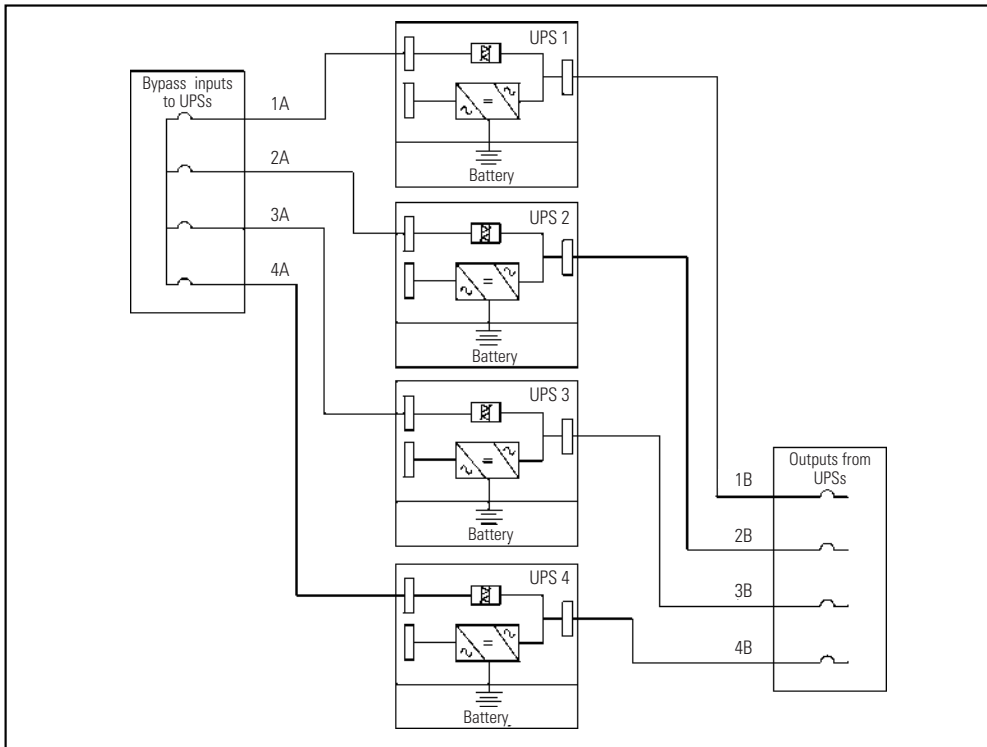 Bypass inputs
to UPSs
1A
2A
3A
4A
UPS 1
Battery
UPS 2
Battery
UPS 3
Battery
UPS 4
Battery
Outputs from
UPSs
1B
2B
3B
4B